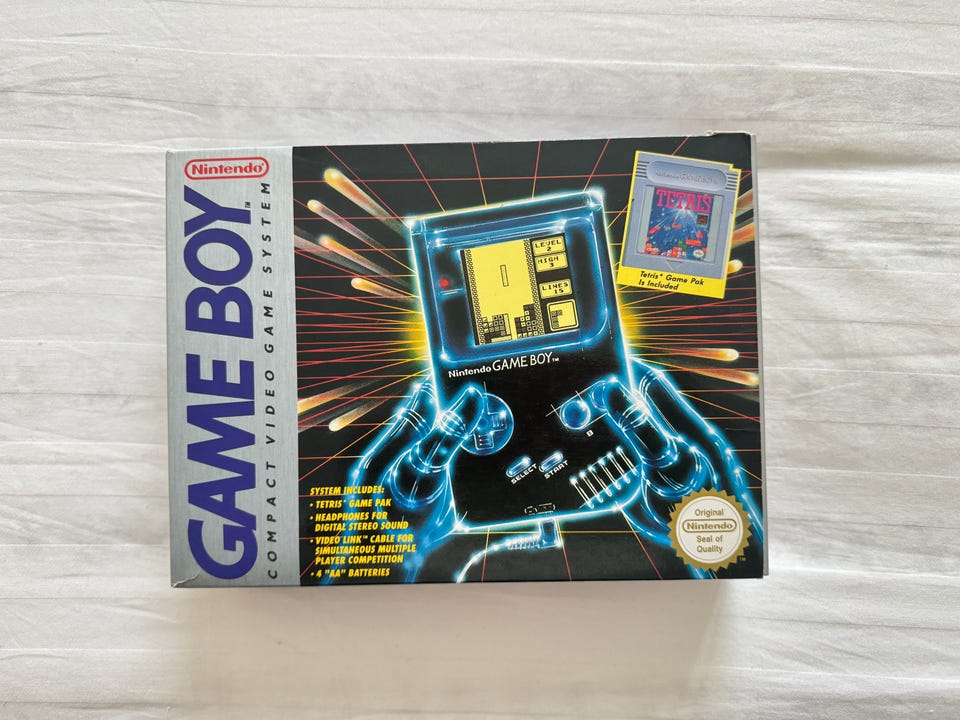 Nintendo®
GAME BOY™
COMPACT VIDEO GAME SYSTEM
TETRIS
Tetris® Game Pak
Is Included
LEVEL
2
HIGH
3
LINES
15
Nintendo GAME BOY™
B
SELECT
START
SYSTEM INCLUDES:
• TETRIS® GAME PAK
• HEADPHONES FOR
DIGITAL STEREO SOUND
• VIDEO LINK™ CABLE FOR
SIMULTANEOUS MULTIPLE
PLAYER COMPETITION
• 4 "AA" BATTERIES
Original
Nintendo
Seal of
Quality